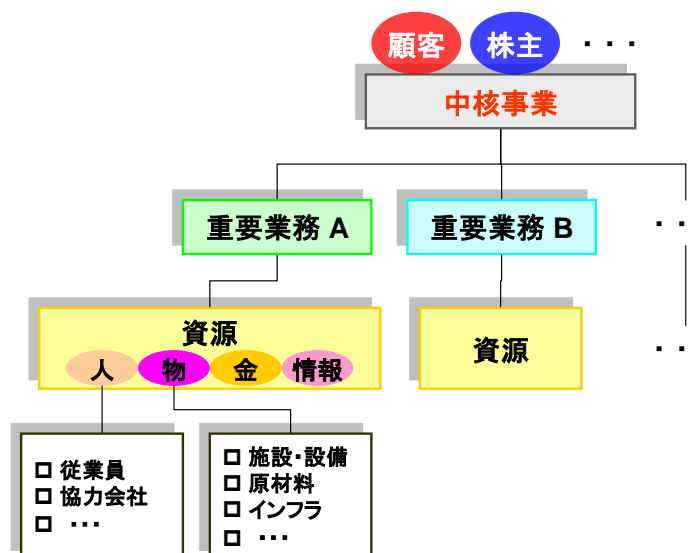 顧客 株主 ・・・
中核事業
重要業務 A 重要業務 B ・・
資源 資源 ・・
人 物 金 情報
□ 従業員
□ 協力会社
□ ・・・
□ 施設・設備
□ 原材料
□ インフラ
□ ・・・